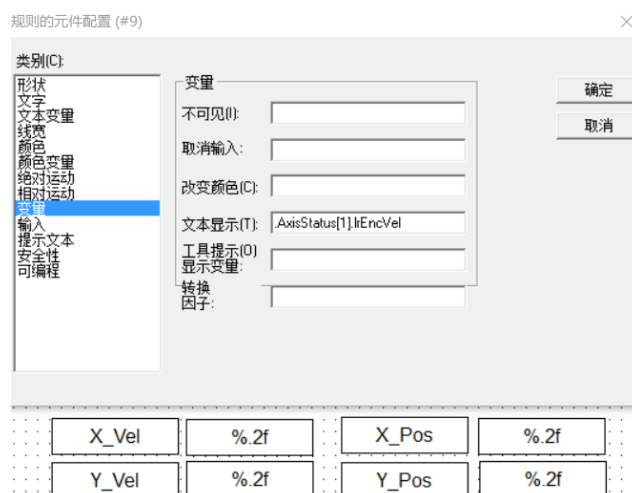 规则的元件配置 (#9)
类别(C):
形状
文字
文本变量
线宽
颜色
颜色变量
绝对运动
相对运动
变量
输入
提示文本
安全性
可编程
变量
不可见(I):
取消输入:
改变颜色(C):
文本显示(T): .AxisStatus[1].lrEncVel
工具提示(O)
显示变量:
转换
因子:
确定
取消
X_Vel %.2f X_Pos %.2f
Y_Vel %.2f Y_Pos %.2f